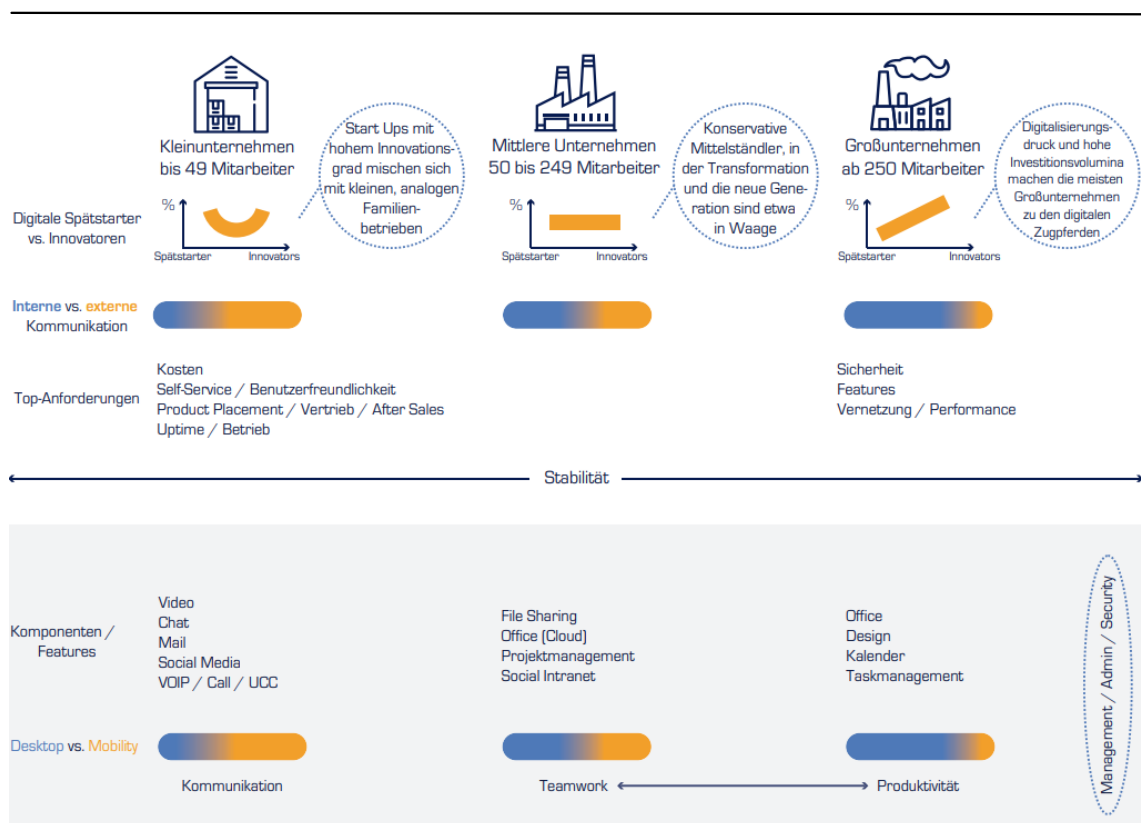 Kleinunternehmen
bis 49 Mitarbeiter
Start Ups mit
hohem Innovations-
grad mischen sich
mit kleinen, analogen
Familien-
betrieben
Mittlere Unternehmen
50 bis 249 Mitarbeiter
Konservative
Mittelständler, in
der Transformation
und die neue Gene-
ration sind etwa
in Waage
Großunternehmen
ab 250 Mitarbeiter
Digitalisierungs-
druck und hohe
Investitionsvolumina
machen die meisten
Großunternehmen
zu den digitalen
Zugpferden
Digitale Spätstarter
vs. Innovatoren
%
Spätstarter
Innovators
%
Spätstarter
Innovators
%
Spätstarter
Innovators
Interne vs. externe
Kommunikation
Top-Anforderungen
Kosten
Self-Service / Benutzerfreundlichkeit
Product Placement / Vertrieb / After Sales
Uptime / Betrieb
Sicherheit
Features
Vernetzung / Performance
Stabilität
Komponenten /
Features
Video
Chat
Mail
Social Media
VOIP / Call / UCC
File Sharing
Office (Cloud)
Projektmanagement
Social Intranet
Office
Design
Kalender
Taskmanagement
Management / Admin / Security
Desktop vs. Mobility
Kommunikation
Teamwork
Produktivität